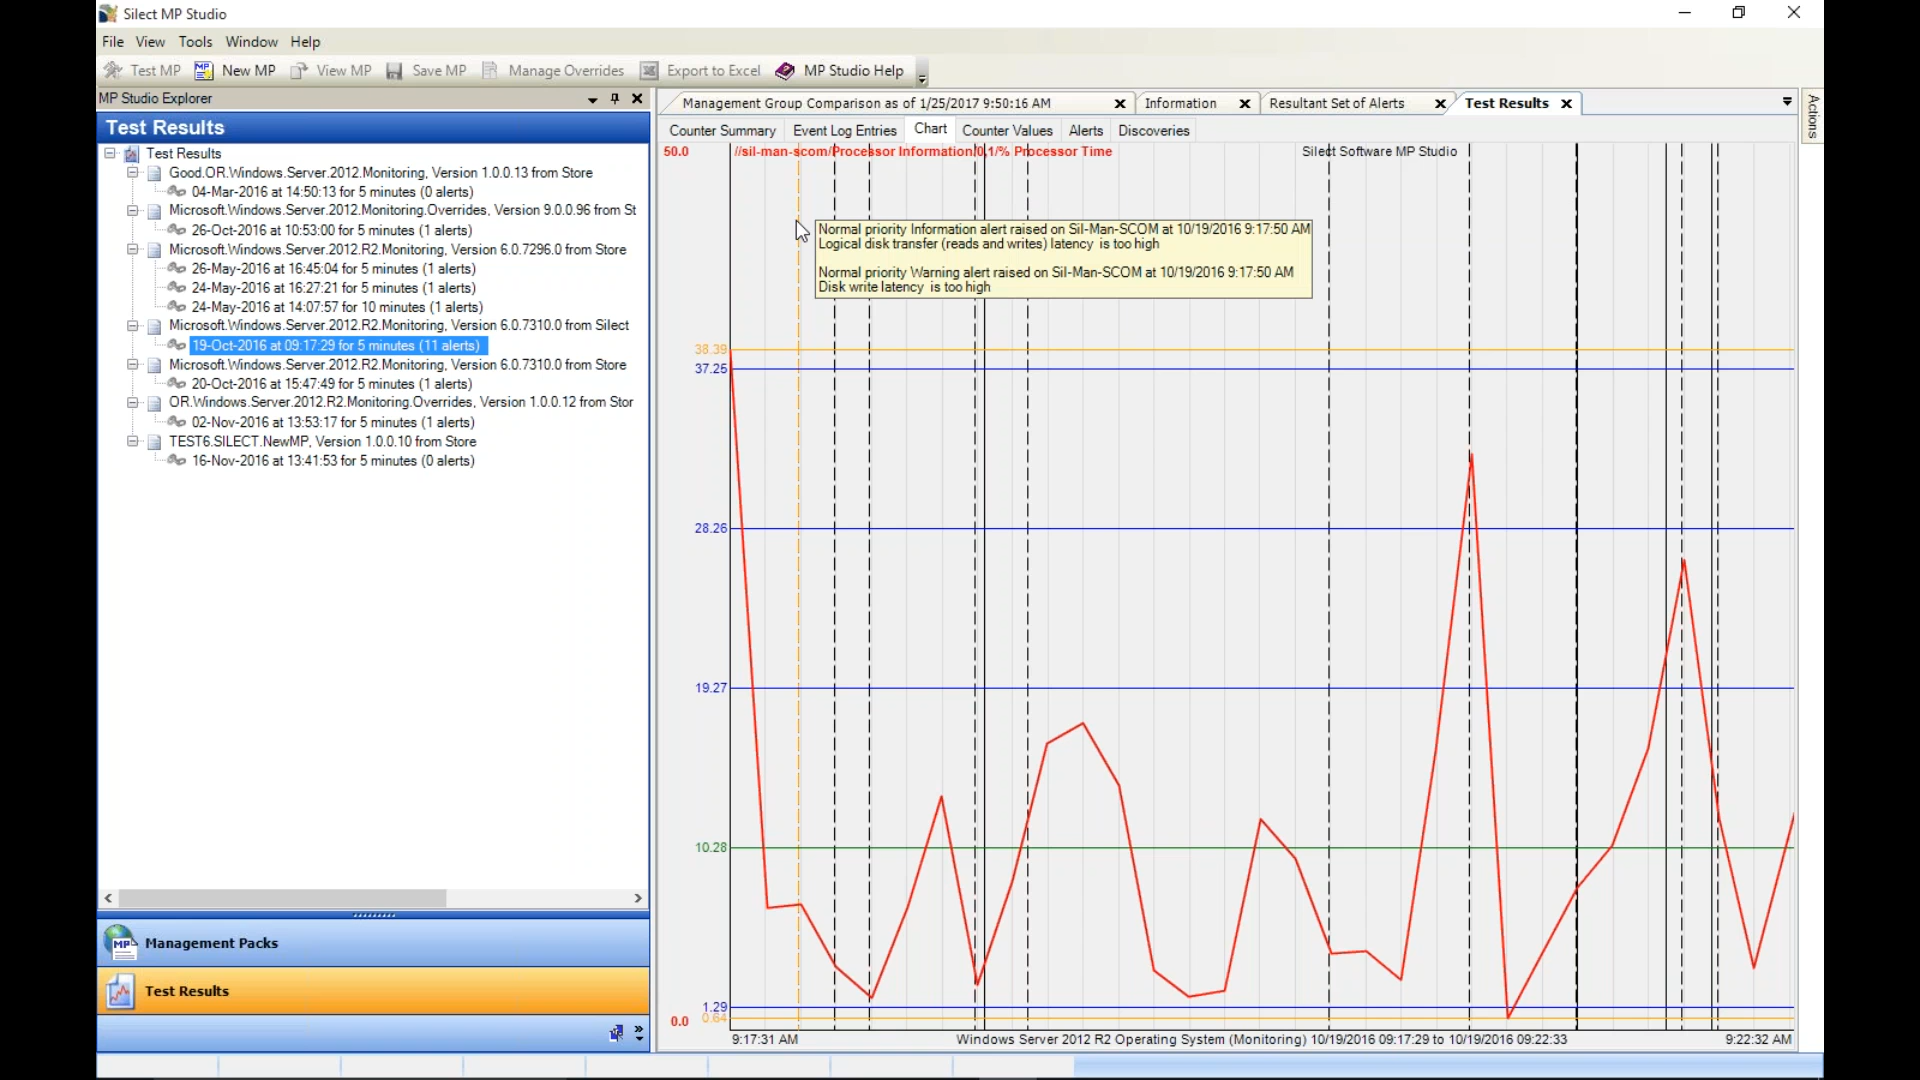 Silect MP Studio
File View Tools Window Help
Test MP New MP View MP Save MP Manage Overrides Export to Excel MP Studio Help
MP Studio Explorer
Management Group Comparison as of 1/25/2017 9:50:16 AM Information Resultant Set of Alerts Test Results
Actions
Test Results
Counter Summary Event Log Entries Chart Counter Values Alerts Discoveries
Test Results
Good.OR.Windows.Server.2012.Monitoring, Version 1.0.0.13 from Store
04-Mar-2016 at 14:50:13 for 5 minutes (0 alerts)
Microsoft.Windows.Server.2012.Monitoring.Overrides, Version 9.0.0.96 from St
26-Oct-2016 at 10:53:00 for 5 minutes (1 alerts)
Microsoft.Windows.Server.2012.R2.Monitoring, Version 6.0.7296.0 from Store
26-May-2016 at 16:45:04 for 5 minutes (1 alerts)
24-May-2016 at 16:27:21 for 5 minutes (1 alerts)
24-May-2016 at 14:07:57 for 10 minutes (1 alerts)
Microsoft.Windows.Server.2012.R2.Monitoring, Version 6.0.7310.0 from Silect
19-Oct-2016 at 09:17:29 for 5 minutes (11 alerts)
Microsoft.Windows.Server.2012.R2.Monitoring, Version 6.0.7310.0 from Store
20-Oct-2016 at 15:47:49 for 5 minutes (1 alerts)
OR.Windows.Server.2012.R2.Monitoring.Overrides, Version 1.0.0.12 from Stor
02-Nov-2016 at 13:53:17 for 5 minutes (1 alerts)
TEST6.SILECT.NewMP, Version 1.0.0.10 from Store
16-Nov-2016 at 13:41:53 for 5 minutes (0 alerts)
MP Management Packs
Test Results
50.0 //sil-man-scom/Processor Information/0,1/% Processor Time Silect Software MP Studio
Normal priority Information alert raised on Sil-Man-SCOM at 10/19/2016 9:17:50 AM
Logical disk transfer (reads and writes) latency is too high
Normal priority Warning alert raised on Sil-Man-SCOM at 10/19/2016 9:17:50 AM
Disk write latency is too high
38.39
37.25
28.26
19.27
10.28
1.29
0.0 0.64
9:17:31 AM Windows Server 2012 R2 Operating System (Monitoring) 10/19/2016 09:17:29 to 10/19/2016 09:22:33 9:22:32 AM